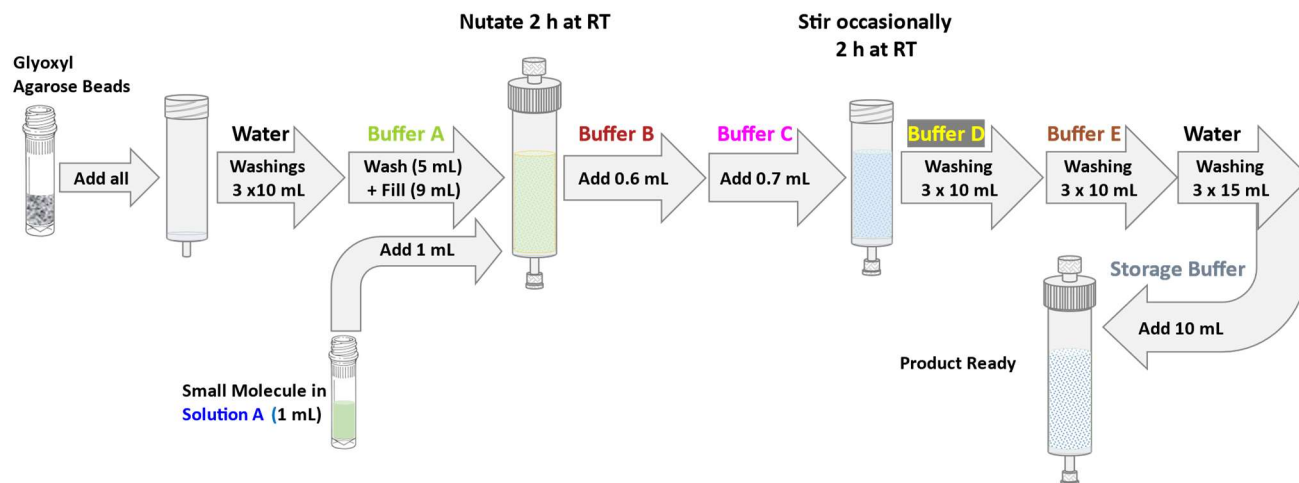 Nutate 2 h at RT
Stir occasionally
2 h at RT
Glyoxyl
Agarose Beads
Add all
Water
Washings
3 x10 mL
Buffer A
Wash (5 mL)
+ Fill (9 mL)
Buffer B
Add 0.6 mL
Buffer C
Add 0.7 mL
Buffer D
Washing
3 x 10 mL
Buffer E
Washing
3 x 10 mL
Water
Washing
3 x 15 mL
Add 1 mL
Small Molecule in
Solution A (1 mL)
Storage Buffer
Add 10 mL
Product Ready